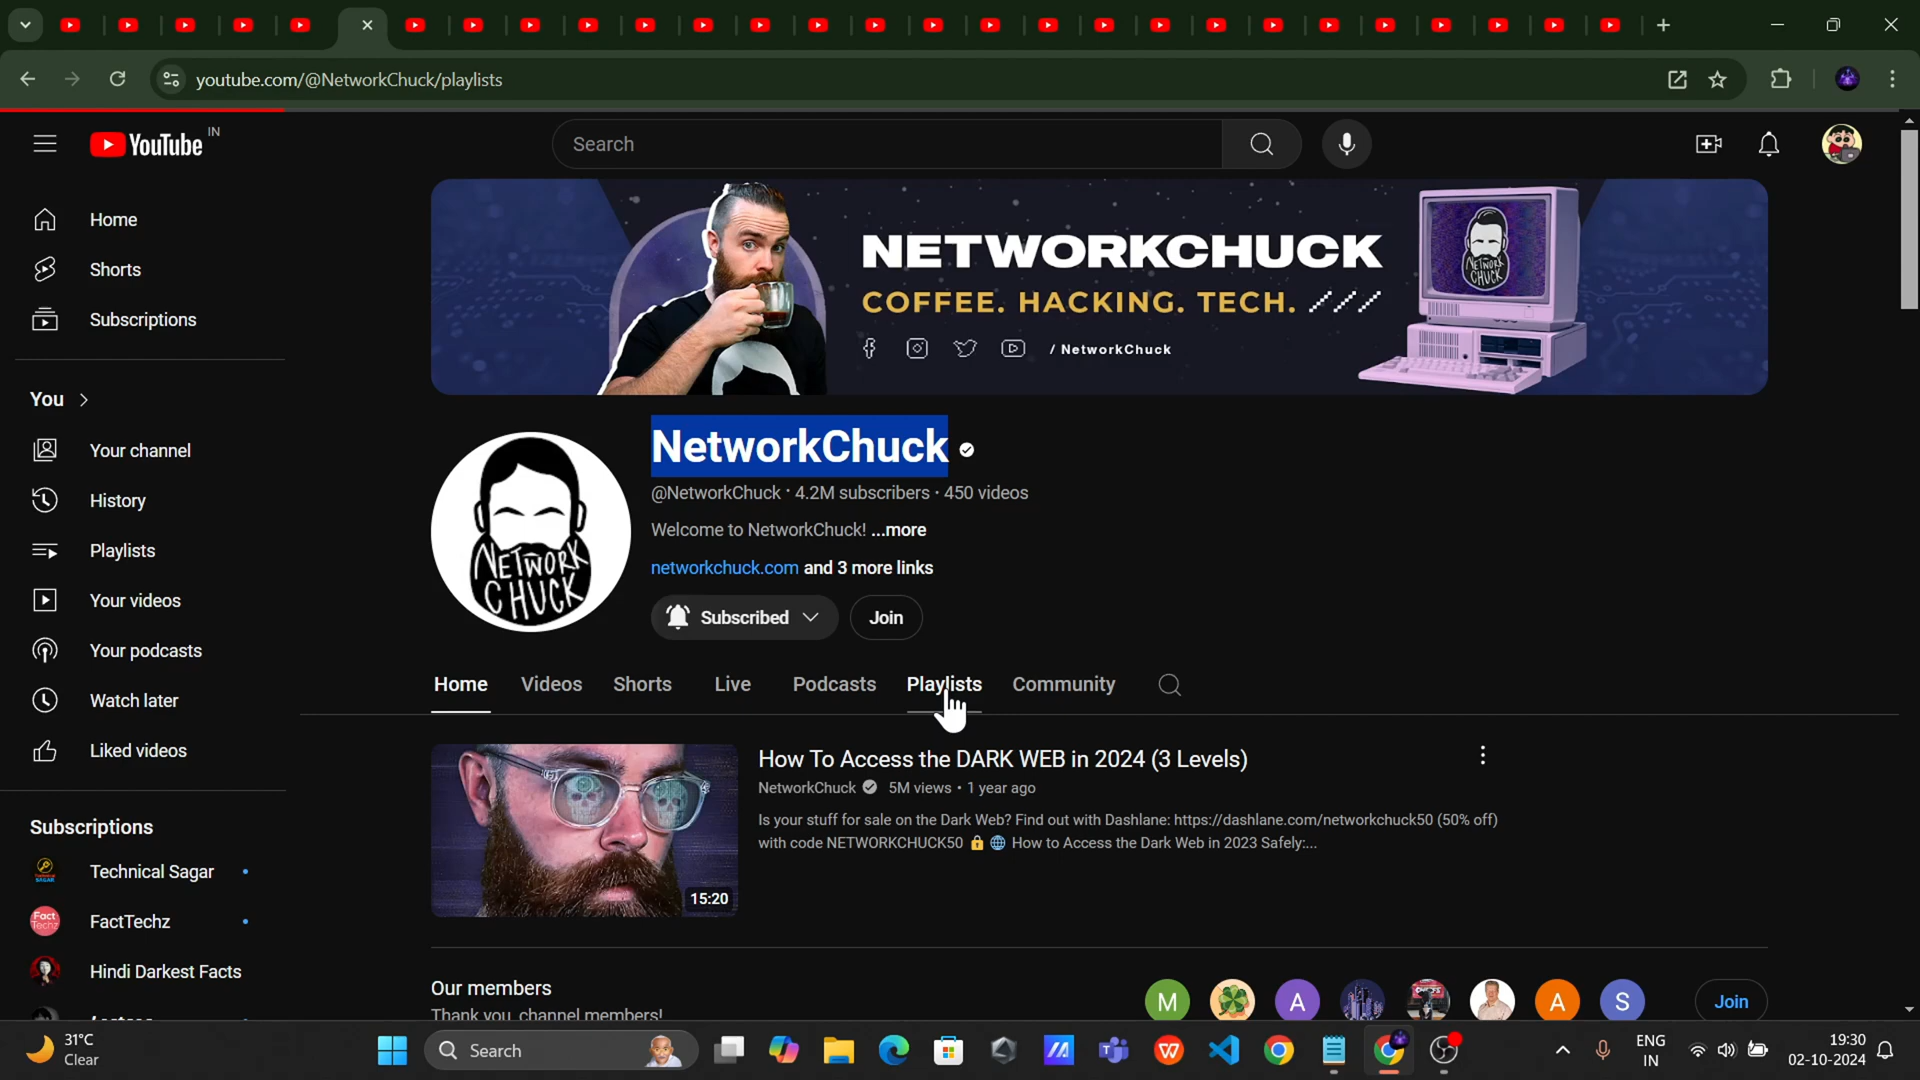 youtube.com/@NetworkChuck/playlists
YouTube IN
Search
Home
Shorts
Subscriptions
You
Your channel
History
Playlists
Your videos
Your podcasts
Watch later
Liked videos
Subscriptions
Technical Sagar
FactTechz
Hindi Darkest Facts
NETWORKCHUCK
COFFEE. HACKING. TECH.
/ NetworkChuck
NETWORK CHUCK
NETWORK
CHUCK
NetworkChuck
@NetworkChuck · 4.2M subscribers · 450 videos
Welcome to NetworkChuck! ...more
networkchuck.com and 3 more links
Subscribed
Join
Home Videos Shorts Live Podcasts Playlists Community
How To Access the DARK WEB in 2024 (3 Levels)
NetworkChuck 5M views · 1 year ago
Is your stuff for sale on the Dark Web? Find out with Dashlane: https://dashlane.com/networkchuck50 (50% off)
with code NETWORKCHUCK50 🔒 🌐 How to Access the Dark Web in 2023 Safely:...
15:20
Our members
Thank you, channel members!
M A A S
Join
31°C
Clear
Search
ENG
IN
19:30
02-10-2024